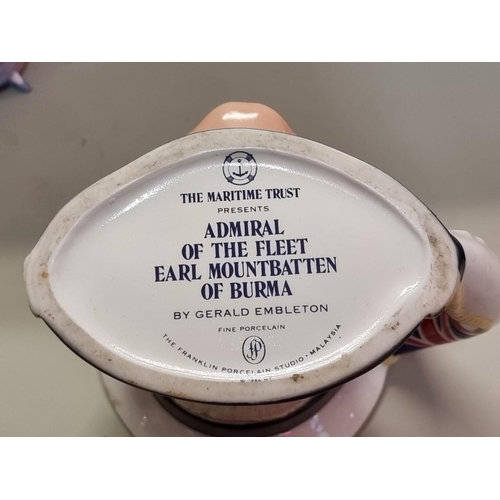 THE MARITIME TRUST
PRESENTS
ADMIRAL
OF THE FLEET
EARL MOUNTBATTEN
OF BURMA
BY GERALD EMBLETON
FINE PORCELAIN
THE FRANKLIN PORCELAIN STUDIO · MALAYSIA